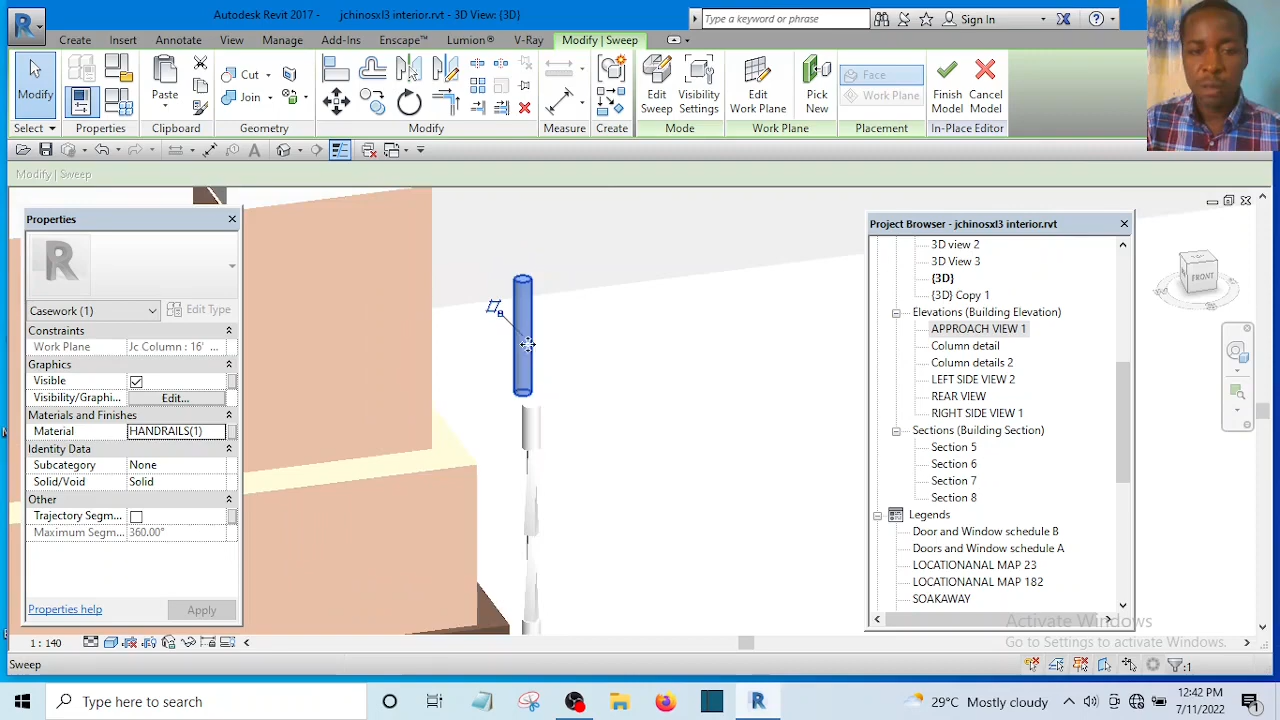 Autodesk Revit 2017 - jchinosxl3 interior.rvt - 3D View: {3D}
Type a keyword or phrase
Sign In
Create Insert Annotate View Manage Add-Ins Enscape™ Lumion® V-Ray Modify | Sweep
Modify
Paste
Cut
Join
Edit Sweep
Visibility Settings
Edit Work Plane
Pick New
Face
Work Plane
Finish Model
Cancel Model
Select Properties Clipboard Geometry Modify Measure Create Mode Work Plane Placement In-Place Editor
Modify | Sweep
Properties
Casework (1)
Edit Type
Constraints
Work Plane Jc Column : 16' ...
Graphics
Visible
Visibility/Graphi... Edit...
Materials and Finishes
Material HANDRAILS(1)
Identity Data
Subcategory None
Solid/Void Solid
Other
Trajectory Segm...
Maximum Segm... 360.00°
Properties help
Apply
FRONT
Project Browser - jchinosxl3 interior.rvt
3D view 2
3D View 3
{3D}
{3D} Copy 1
Elevations (Building Elevation)
APPROACH VIEW 1
Column detail
Column details 2
LEFT SIDE VIEW 2
REAR VIEW
RIGHT SIDE VIEW 1
Sections (Building Section)
Section 5
Section 6
Section 7
Section 8
Legends
Door and Window schedule B
Doors and Window schedule A
LOCATIONANAL MAP 23
LOCATIONANAL MAP 182
SOAKAWAY
Activate Windows
Go to Settings to activate Windows.
1 : 140
Sweep
:1
Type here to search
29°C Mostly cloudy
12:42 PM
7/11/2022